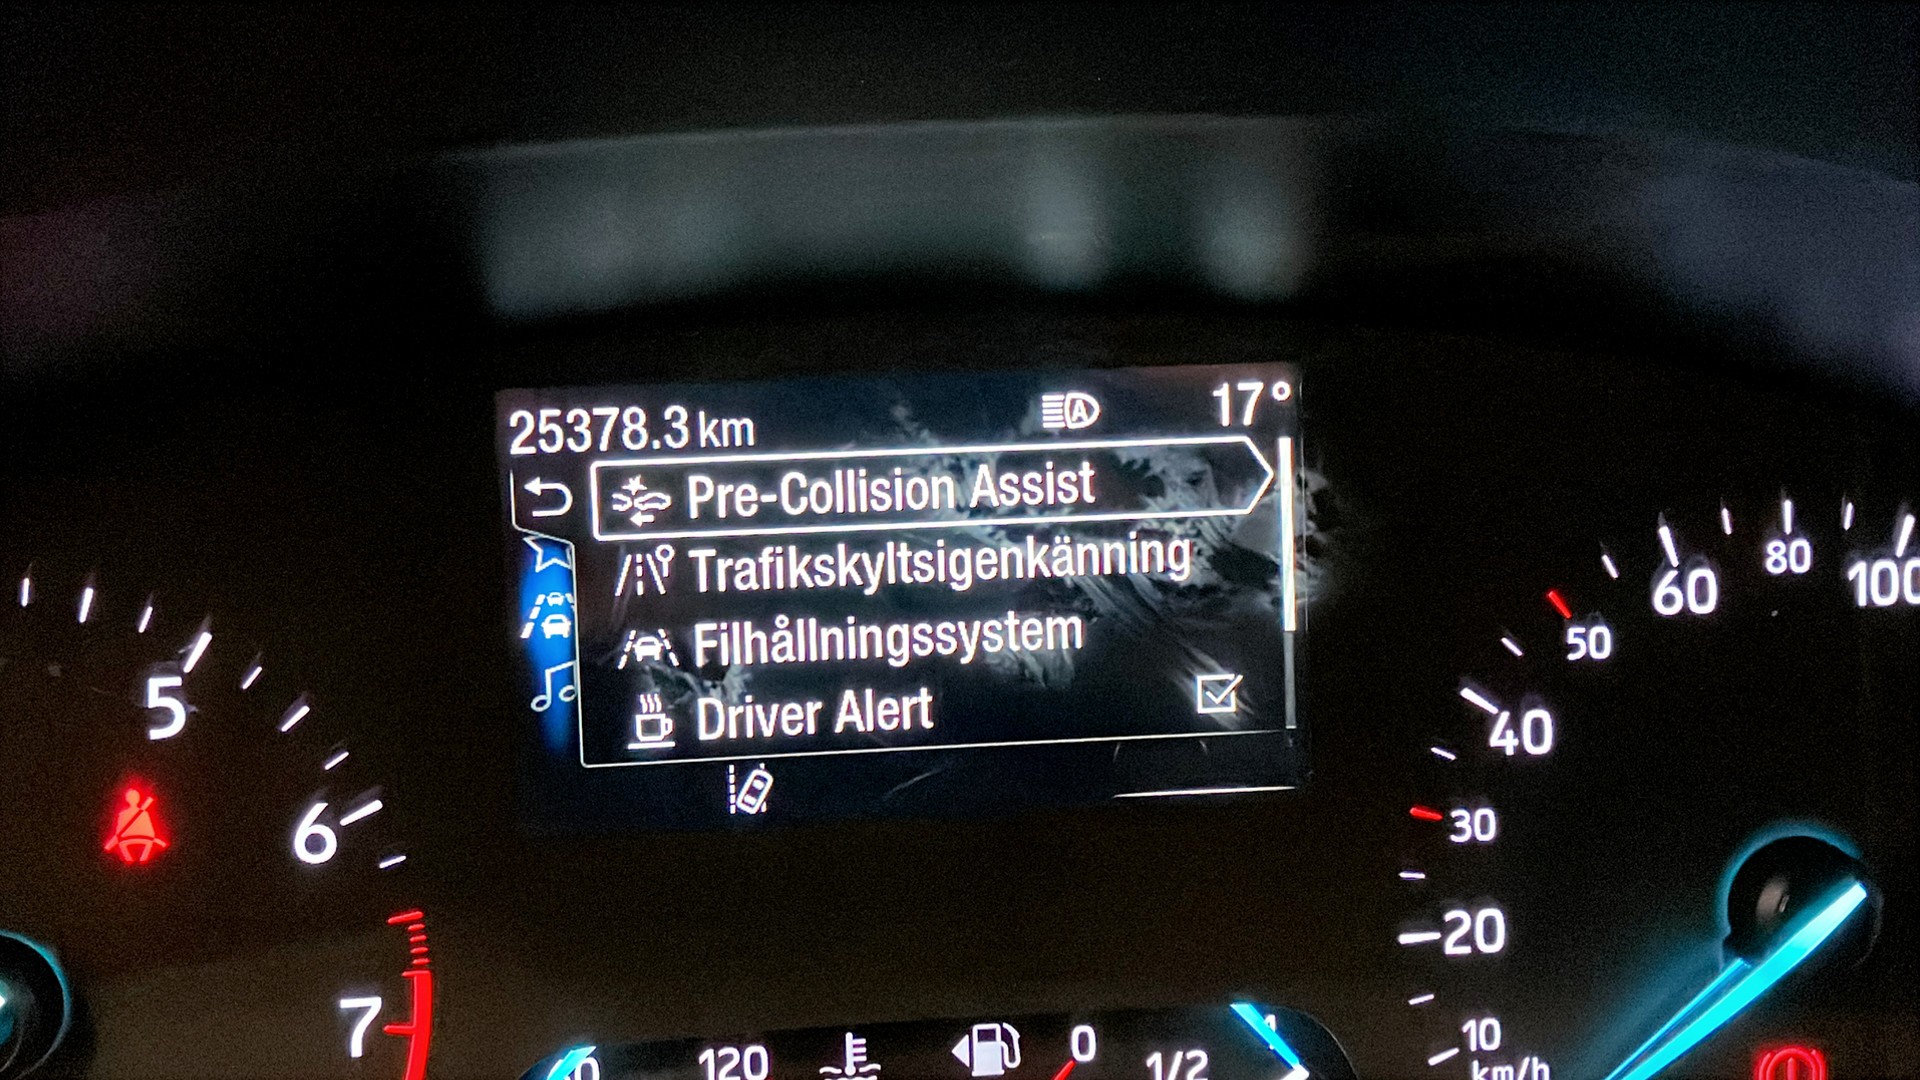 25378.3 km A 17°
Pre-Collision Assist
Trafikskyltsigenkänning
Filhållningssystem
Driver Alert
5
6
7
120
0
1/2
10
20
30
40
50
60
80
100
km/h